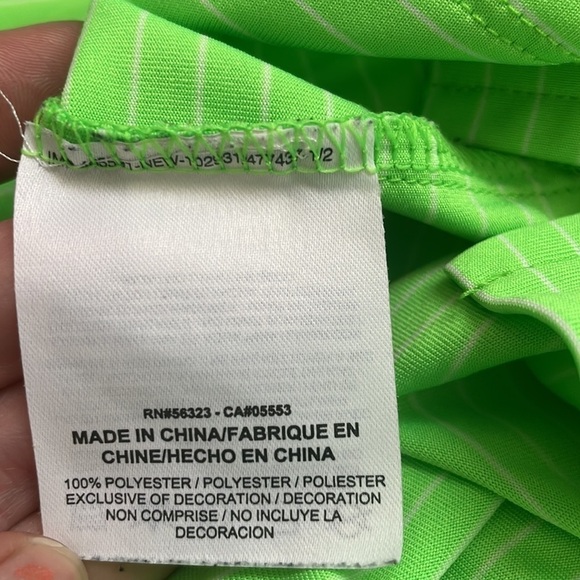 RN#56323 - CA#05553
MADE IN CHINA/FABRIQUE EN
CHINE/HECHO EN CHINA
100% POLYESTER / POLYESTER / POLIESTER
EXCLUSIVE OF DECORATION / DECORATION
NON COMPRISE / NO INCLUYE LA
DECORACION